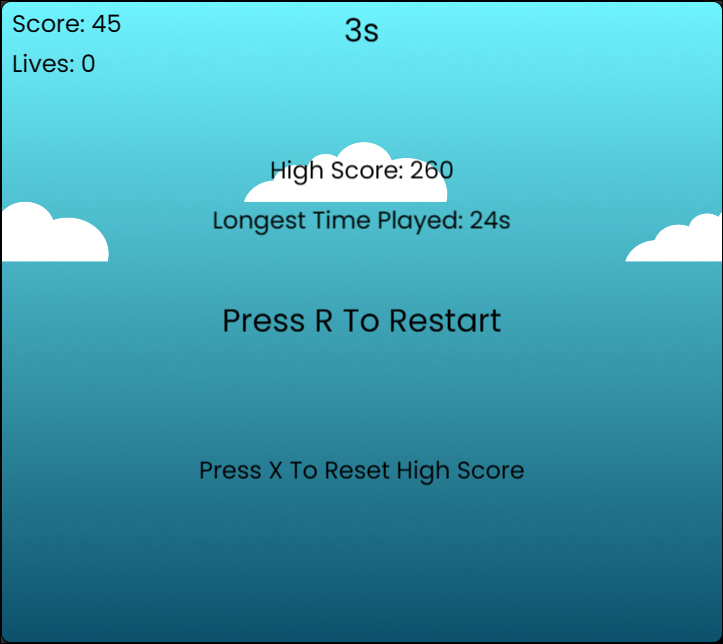 Score: 45
3s
Lives: 0
High Score: 260
Longest Time Played: 24s
Press R To Restart
Press X To Reset High Score